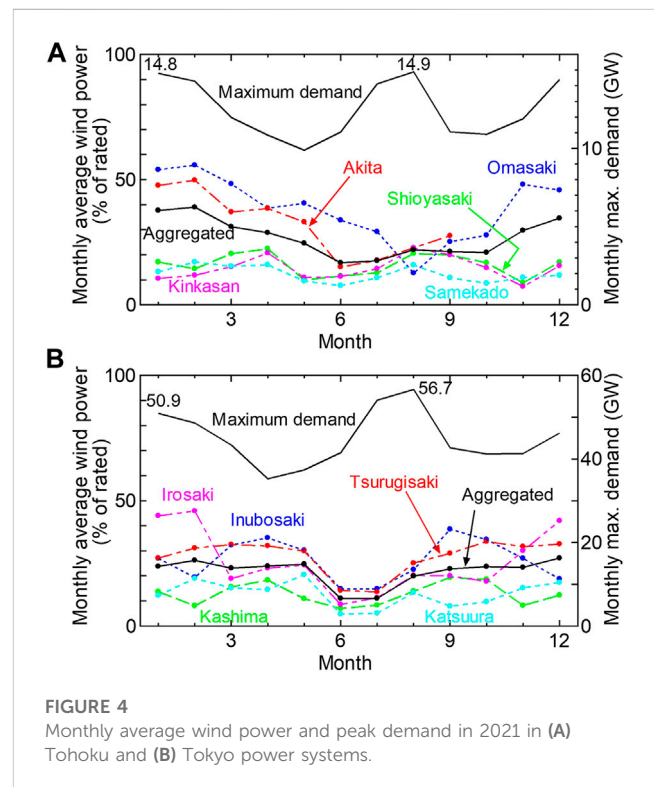 A
100
14.8
14.9
Maximum demand
Akita
Omasaki
50
10
Shioyasaki
Aggregated
Kinkasan
Samekado
0
0
3
6
9
12
Month
Monthly average wind power
(% of rated)
Monthly max. demand (GW)
B
100
60
50.9
56.7
Maximum demand
40
Irosaki
Tsurugisaki
Aggregated
50
Inubosaki
20
Kashima
Katsuura
0
0
3
6
9
12
Month
Monthly average wind power
(% of rated)
Monthly max. demand (GW)
FIGURE 4
Monthly average wind power and peak demand in 2021 in (A)
Tohoku and (B) Tokyo power systems.